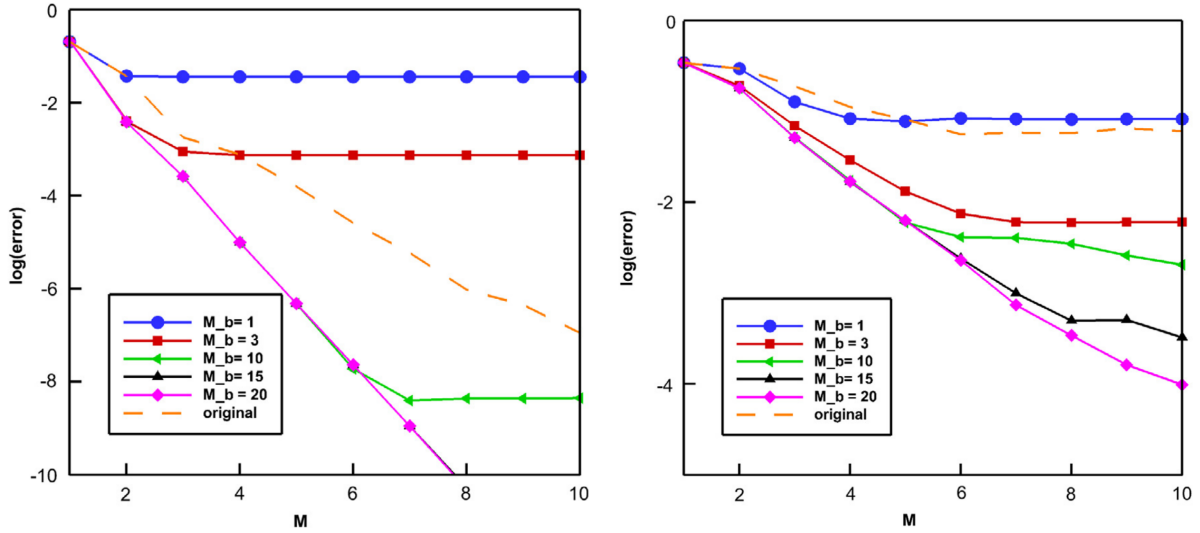 0
-2
-4
-6
-8
-10
log(error)
2
4
6
8
10
M
M_b= 1
M_b = 3
M_b= 10
M_b= 15
M_b = 20
original
0
-2
-4
log(error)
2
4
6
8
10
M
M_b= 1
M_b = 3
M_b= 10
M_b= 15
M_b = 20
original